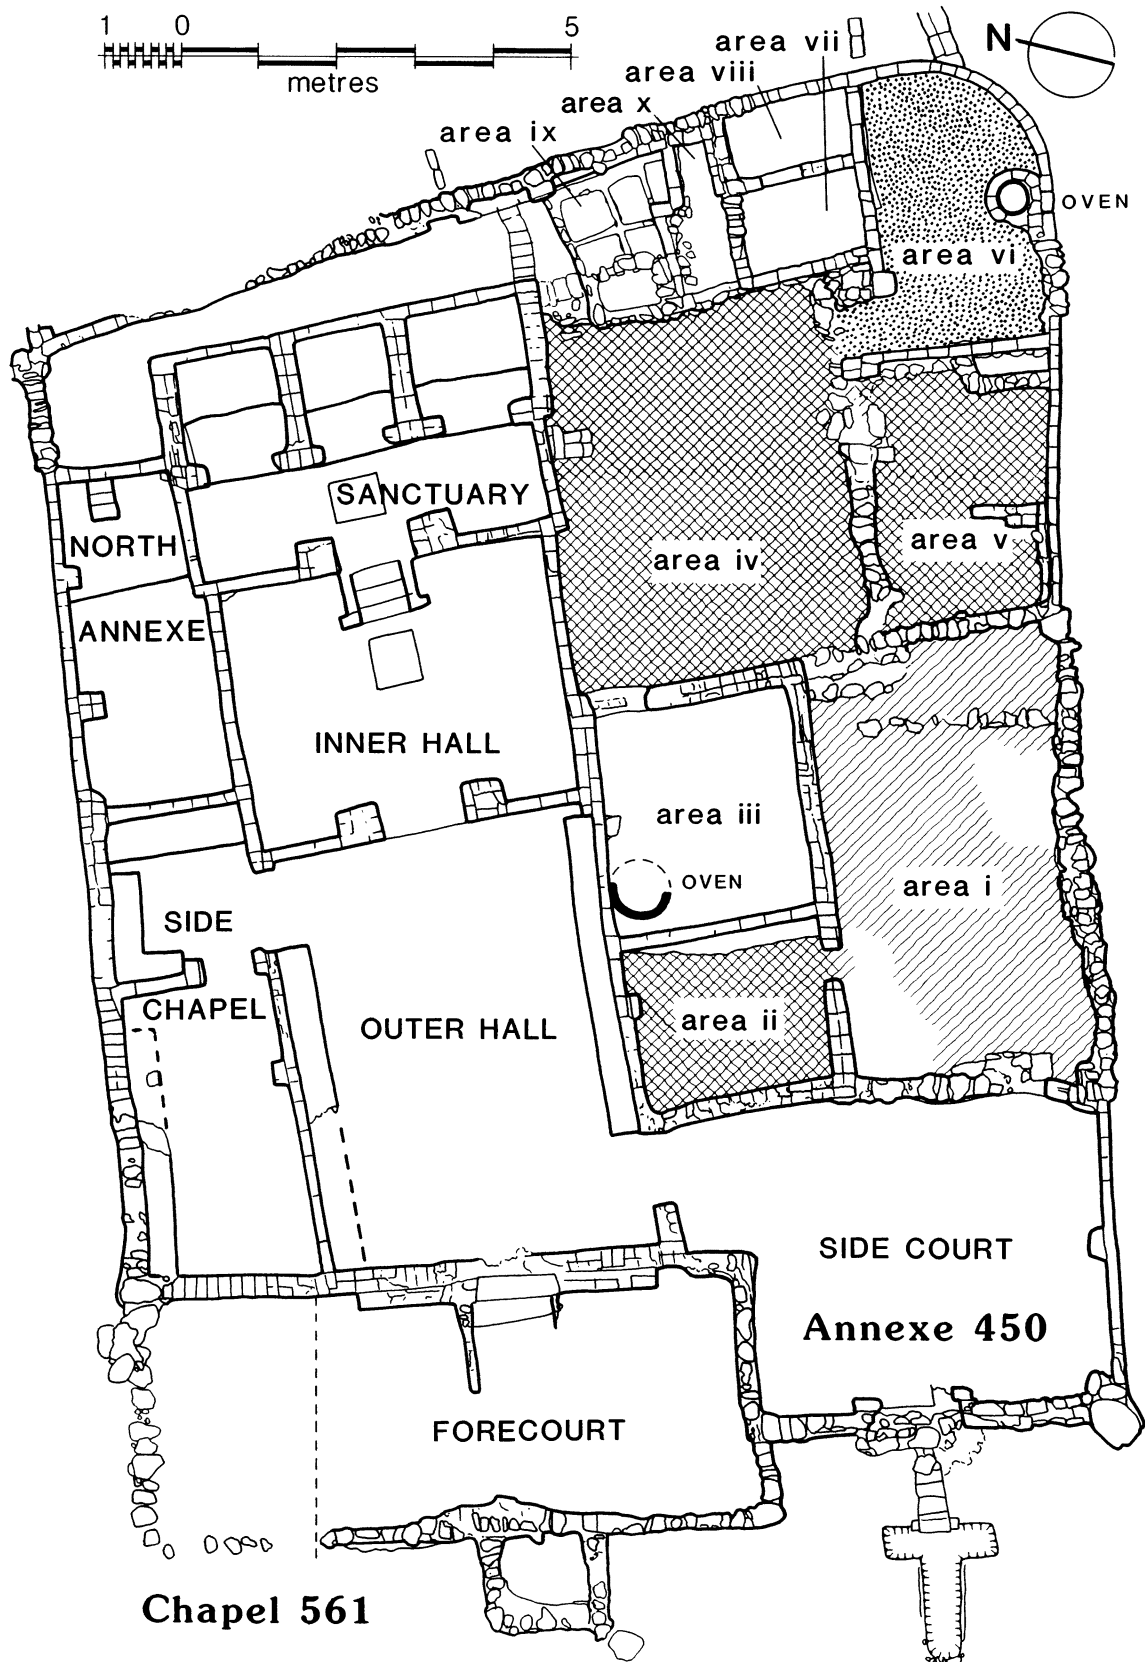 1 0 5
metres
N
area vii
area viii
area x
area ix
OVEN
area vi
SANCTUARY
NORTH
area iv
area v
ANNEXE
INNER HALL
area iii
OVEN
area i
SIDE
CHAPEL
OUTER HALL
area ii
SIDE COURT
Annexe 450
FORECOURT
Chapel 561